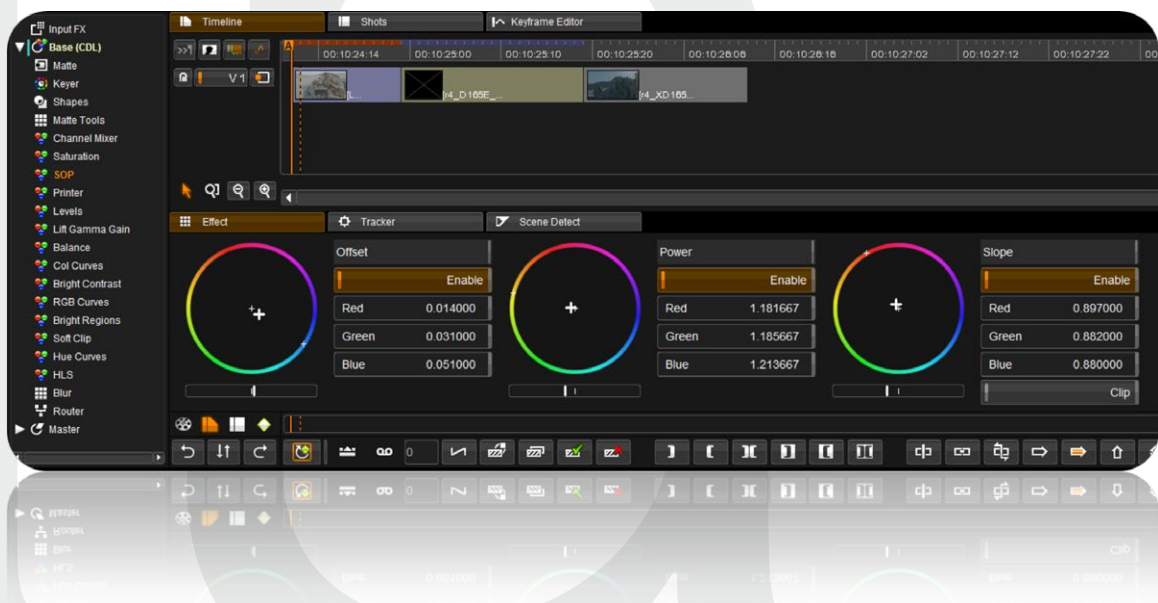 Input FX
Base (CDL)
Matte
Keyer
Shapes
Matte Tools
Channel Mixer
Saturation
SOP
Printer
Levels
Lift Gamma Gain
Balance
Col Curves
Bright Contrast
RGB Curves
Bright Regions
Soft Clip
Hue Curves
HLS
Blur
Router
Master
Timeline Shots Keyframe Editor
A 00:10:24:14 00:10:25:00 00:10:25:10 00:10:25:20 00:10:26:06 00:10:26:16 00:10:27:02 00:10:27:12 00:10:27:22 00
V 1
[L... [r4_D165E_... [r4_XD165...
Effect Tracker Scene Detect
Offset Power Slope
Enable Enable Enable
Red 0.014000 Red 1.181667 Red 0.897000
Green 0.031000 Green 1.185667 Green 0.882000
Blue 0.051000 Blue 1.213667 Blue 0.880000
Clip
0